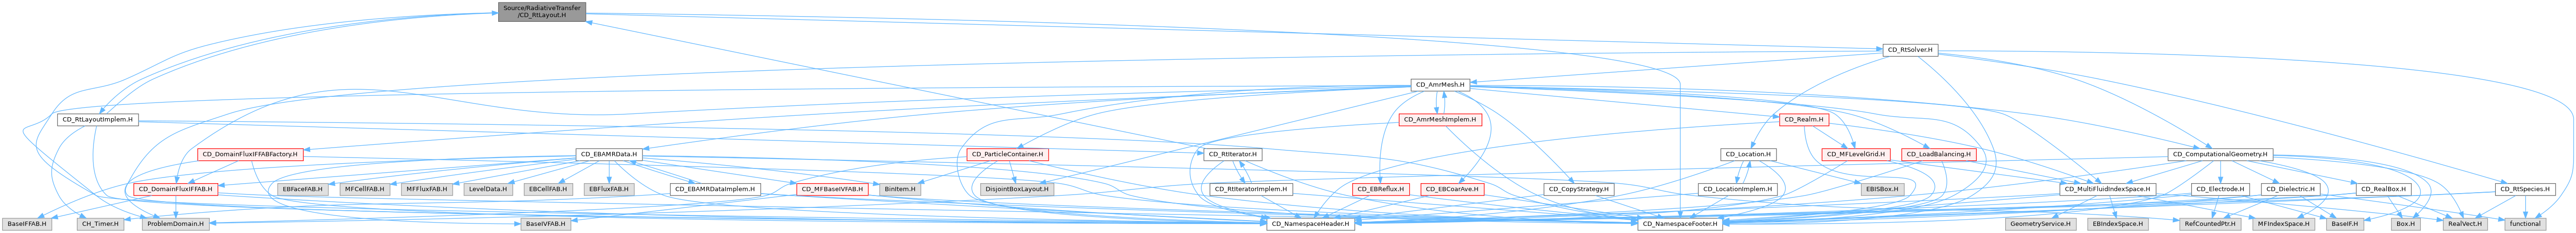 Source/RadiativeTransfer
/CD_RtLayout.H
CD_RtSolver.H
CD_AmrMesh.H
CD_RtLayoutImplem.H
CD_AmrMeshImplem.H
CD_Realm.H
CD_DomainFluxIFFABFactory.H
CD_EBAMRData.H
CD_ParticleContainer.H
CD_RtIterator.H
CD_Location.H
CD_MFLevelGrid.H
CD_LoadBalancing.H
CD_ComputationalGeometry.H
CD_DomainFluxIFFAB.H
EBFaceFAB.H
MFCellFAB.H
MFFluxFAB.H
LevelData.H
EBCellFAB.H
EBFluxFAB.H
CD_EBAMRDataImplem.H
CD_MFBaseIVFAB.H
BinItem.H
DisjointBoxLayout.H
CD_RtIteratorImplem.H
CD_EBReflux.H
CD_EBCoarAve.H
CD_CopyStrategy.H
CD_LocationImplem.H
EBISBox.H
CD_MultiFluidIndexSpace.H
CD_Electrode.H
CD_Dielectric.H
CD_RealBox.H
CD_RtSpecies.H
BaseIFFAB.H
CH_Timer.H
ProblemDomain.H
BaseIVFAB.H
CD_NamespaceHeader.H
CD_NamespaceFooter.H
GeometryService.H
EBIndexSpace.H
RefCountedPtr.H
MFIndexSpace.H
BaseIF.H
Box.H
RealVect.H
functional